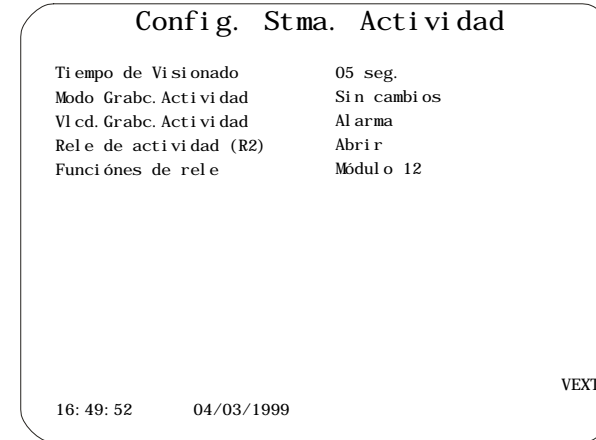 Config. Stma. Actividad
Tiempo de Visionado 05 seg.
Modo Grabc.Actividad Sin cambios
Vlcd.Grabc.Actividad Alarma
Rele de actividad (R2) Abrir
Funciónes de rele Módulo 12
VEXT
16:49:52 04/03/1999